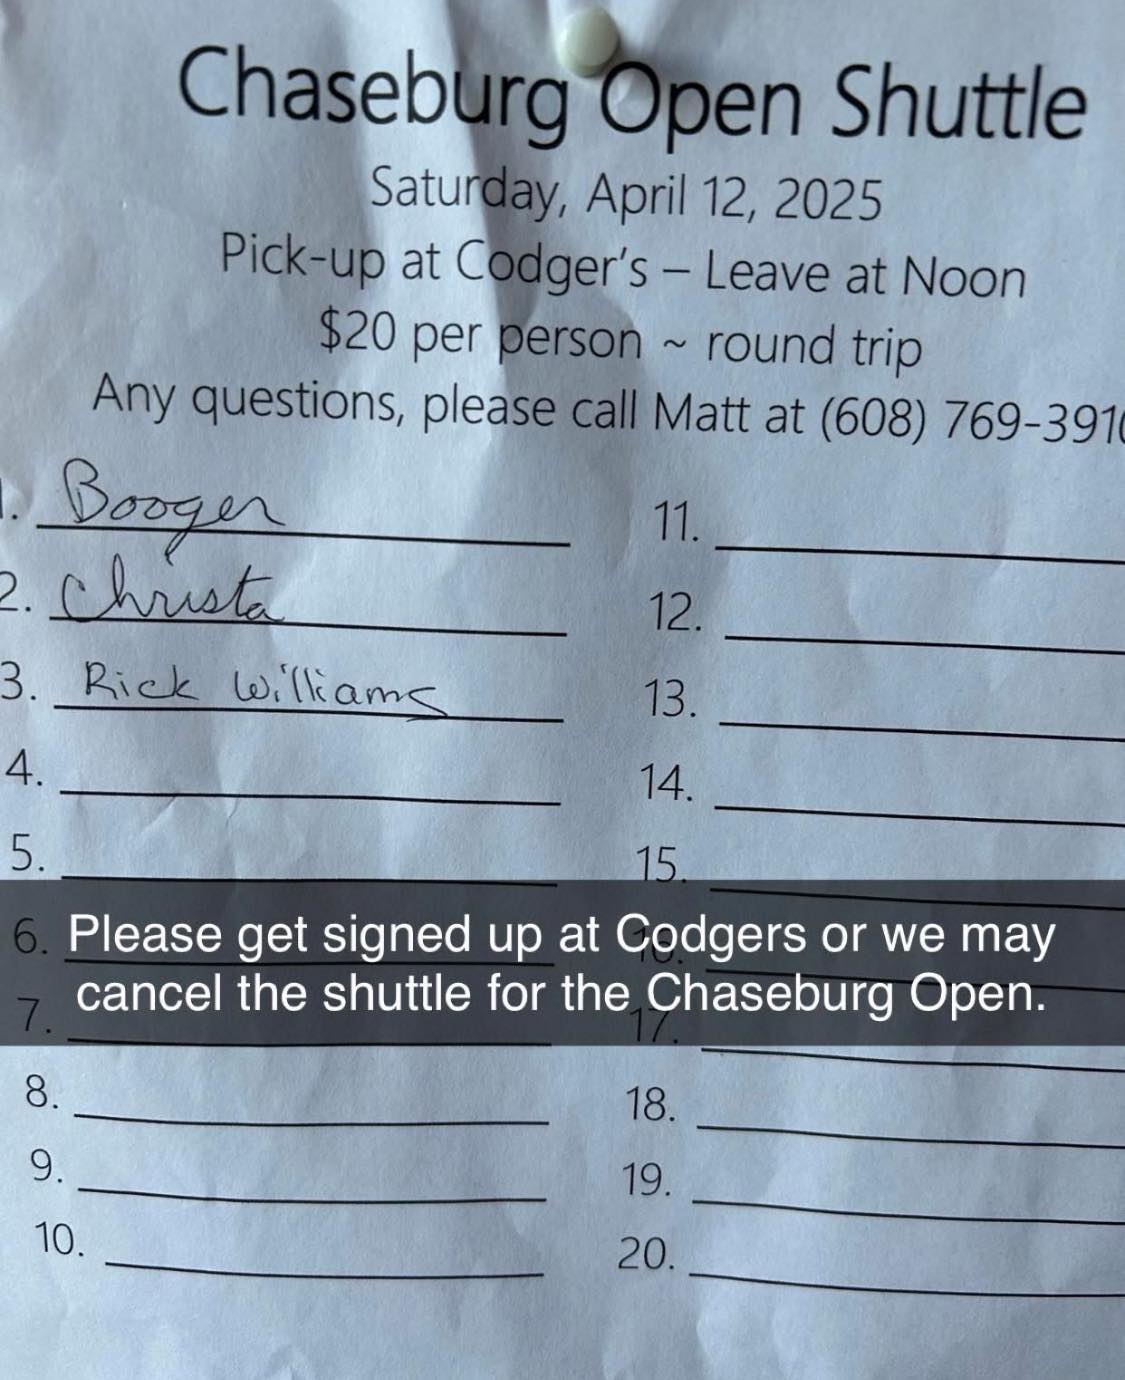 Chaseburg Open Shuttle
Saturday, April 12, 2025
Pick-up at Codger's – Leave at Noon
$20 per person ~ round trip
Any questions, please call Matt at (608) 769-391
1. Booger
2. Christa
3. Rick Williams
4.
5.
6.
7.
8.
9.
10.
11.
12.
13.
14.
15.
16.
17.
18.
19.
20.
Please get signed up at Codgers or we may
cancel the shuttle for the Chaseburg Open.